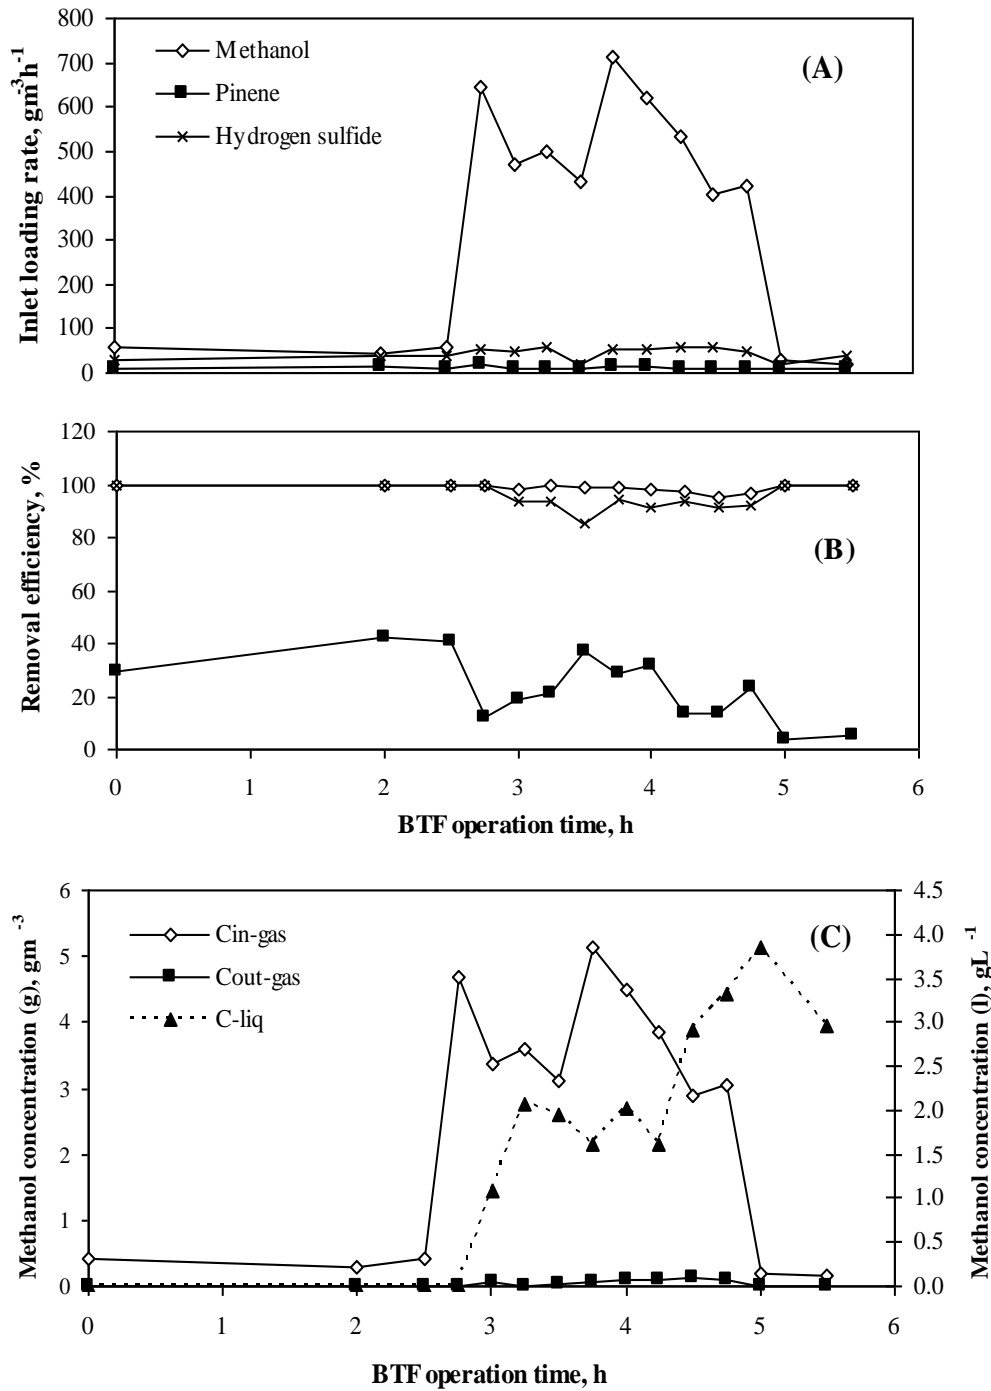 800
700
600
500
400
300
200
100
0
Inlet loading rate, gm⁻³h⁻¹
Methanol
Pinene
Hydrogen sulfide
(A)
120
100
80
60
40
20
0
Removal efficiency, %
(B)
0 1 2 3 4 5 6
BTF operation time, h
6
5
4
3
2
1
0
Methanol concentration (g), gm⁻³
Cin-gas
Cout-gas
C-liq
(C)
4.5
4.0
3.5
3.0
2.5
2.0
1.5
1.0
0.5
0.0
Methanol concentration (l), gL⁻¹
0 1 2 3 4 5 6
BTF operation time, h